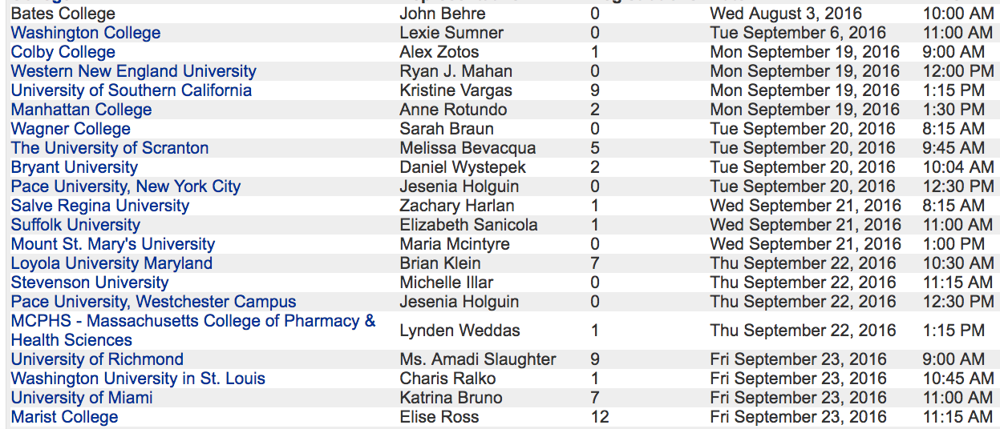 Bates College John Behre 0 Wed August 3, 2016 10:00 AM
Washington College Lexie Sumner 0 Tue September 6, 2016 11:00 AM
Colby College Alex Zotos 1 Mon September 19, 2016 9:00 AM
Western New England University Ryan J. Mahan 0 Mon September 19, 2016 12:00 PM
University of Southern California Kristine Vargas 9 Mon September 19, 2016 1:15 PM
Manhattan College Anne Rotundo 2 Mon September 19, 2016 1:30 PM
Wagner College Sarah Braun 0 Tue September 20, 2016 8:15 AM
The University of Scranton Melissa Bevacqua 5 Tue September 20, 2016 9:45 AM
Bryant University Daniel Wystepek 2 Tue September 20, 2016 10:04 AM
Pace University, New York City Jesenia Holguin 0 Tue September 20, 2016 12:30 PM
Salve Regina University Zachary Harlan 1 Wed September 21, 2016 8:15 AM
Suffolk University Elizabeth Sanicola 1 Wed September 21, 2016 11:00 AM
Mount St. Mary's University Maria Mcintyre 0 Wed September 21, 2016 1:00 PM
Loyola University Maryland Brian Klein 7 Thu September 22, 2016 10:30 AM
Stevenson University Michelle Illar 0 Thu September 22, 2016 11:15 AM
Pace University, Westchester Campus Jesenia Holguin 0 Thu September 22, 2016 12:30 PM
MCPHS - Massachusetts College of Pharmacy &
Health Sciences Lynden Weddas 1 Thu September 22, 2016 1:15 PM
University of Richmond Ms. Amadi Slaughter 9 Fri September 23, 2016 9:00 AM
Washington University in St. Louis Charis Ralko 1 Fri September 23, 2016 10:45 AM
University of Miami Katrina Bruno 7 Fri September 23, 2016 11:00 AM
Marist College Elise Ross 12 Fri September 23, 2016 11:15 AM